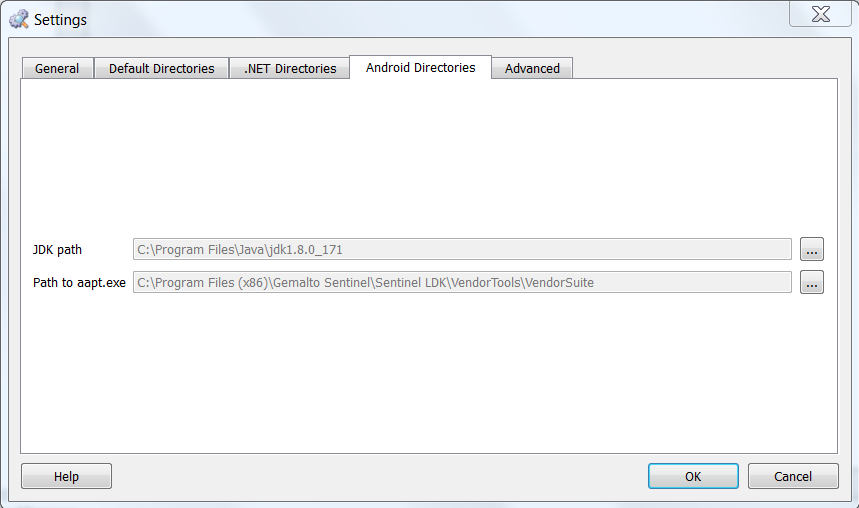 Settings
General Default Directories .NET Directories Android Directories Advanced
JDK path C:\Program Files\Java\jdk1.8.0_171 ...
Path to aapt.exe C:\Program Files (x86)\Gemalto Sentinel\Sentinel LDK\VendorTools\VendorSuite ...
Help OK Cancel